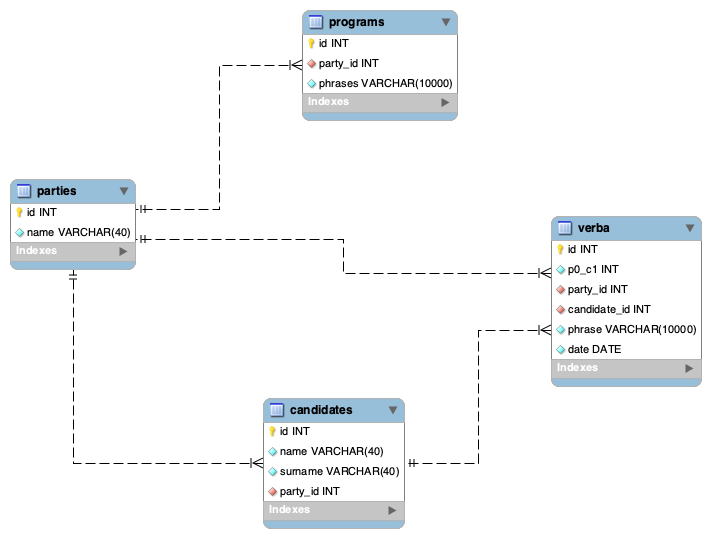 programs
id INT
party_id INT
phrases VARCHAR(10000)
Indexes
parties
id INT
name VARCHAR(40)
Indexes
verba
id INT
p0_c1 INT
party_id INT
candidate_id INT
phrase VARCHAR(10000)
date DATE
Indexes
candidates
id INT
name VARCHAR(40)
surname VARCHAR(40)
party_id INT
Indexes